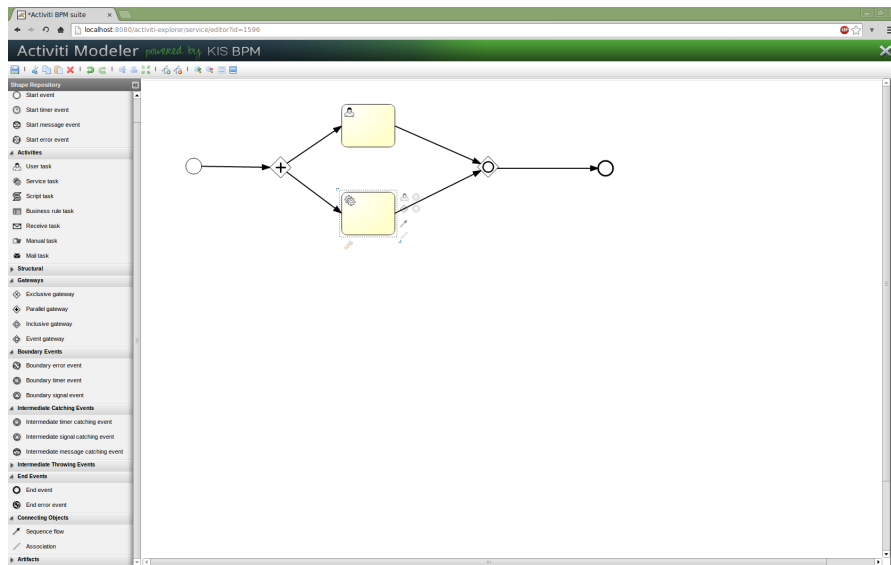 *Activiti BPM suite
localhost:8080/activiti-explorer/service/editor?id=1596
Activiti Modeler powered by KIS BPM
Shape Repository
Start event
Start timer event
Start message event
Start error event
Activities
User task
Service task
Script task
Business rule task
Receive task
Manual task
Mail task
Structural
Gateways
Exclusive gateway
Parallel gateway
Inclusive gateway
Event gateway
Boundary Events
Boundary error event
Boundary timer event
Boundary signal event
Intermediate Catching Events
Intermediate timer catching event
Intermediate signal catching event
Intermediate message catching event
Intermediate Throwing Events
End Events
End event
End error event
Connecting Objects
Sequence flow
Association
Artifacts